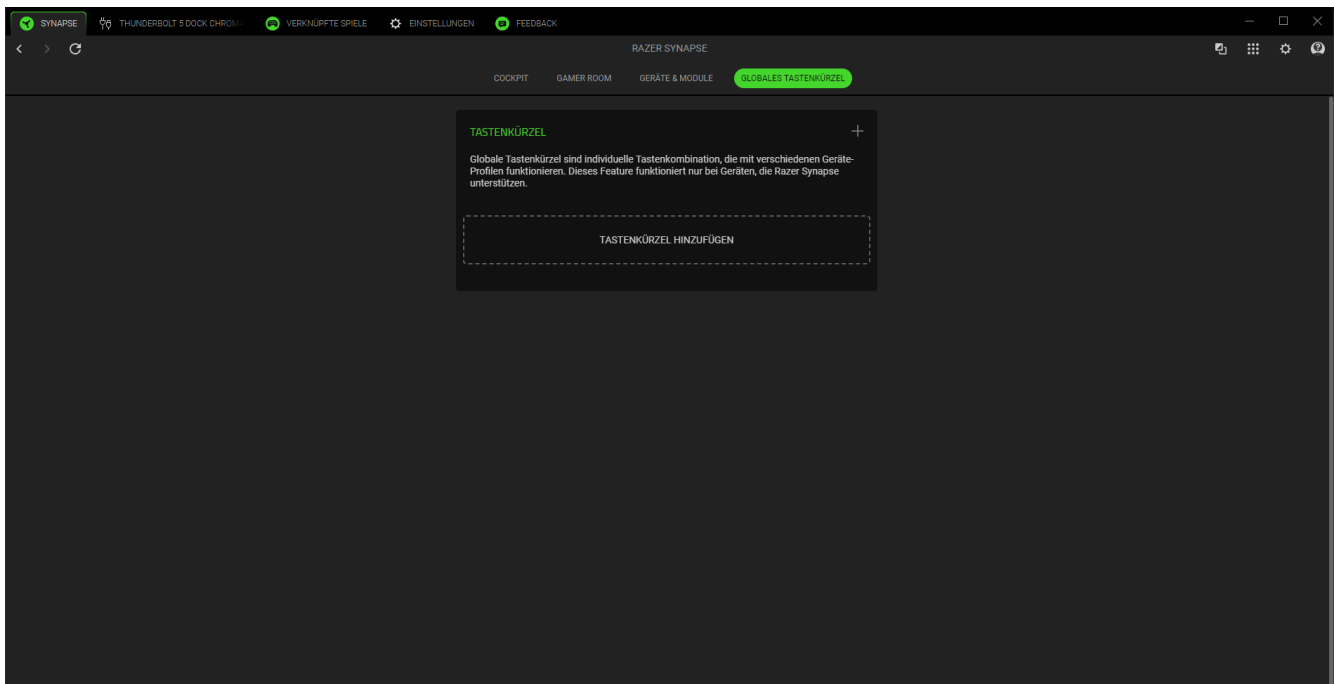 SYNAPSE
THUNDERBOLT 5 DOCK CHROMA
VERKNÜPFTE SPIELE
EINSTELLUNGEN
FEEDBACK
RAZER SYNAPSE
COCKPIT
GAMER ROOM
GERÄTE & MODULE
GLOBALES TASTENKÜRZEL
TASTENKÜRZEL
Globale Tastenkürzel sind individuelle Tastenkombination, die mit verschiedenen Geräte-
Profilen funktionieren. Dieses Feature funktioniert nur bei Geräten, die Razer Synapse
unterstützen.
TASTENKÜRZEL HINZUFÜGEN